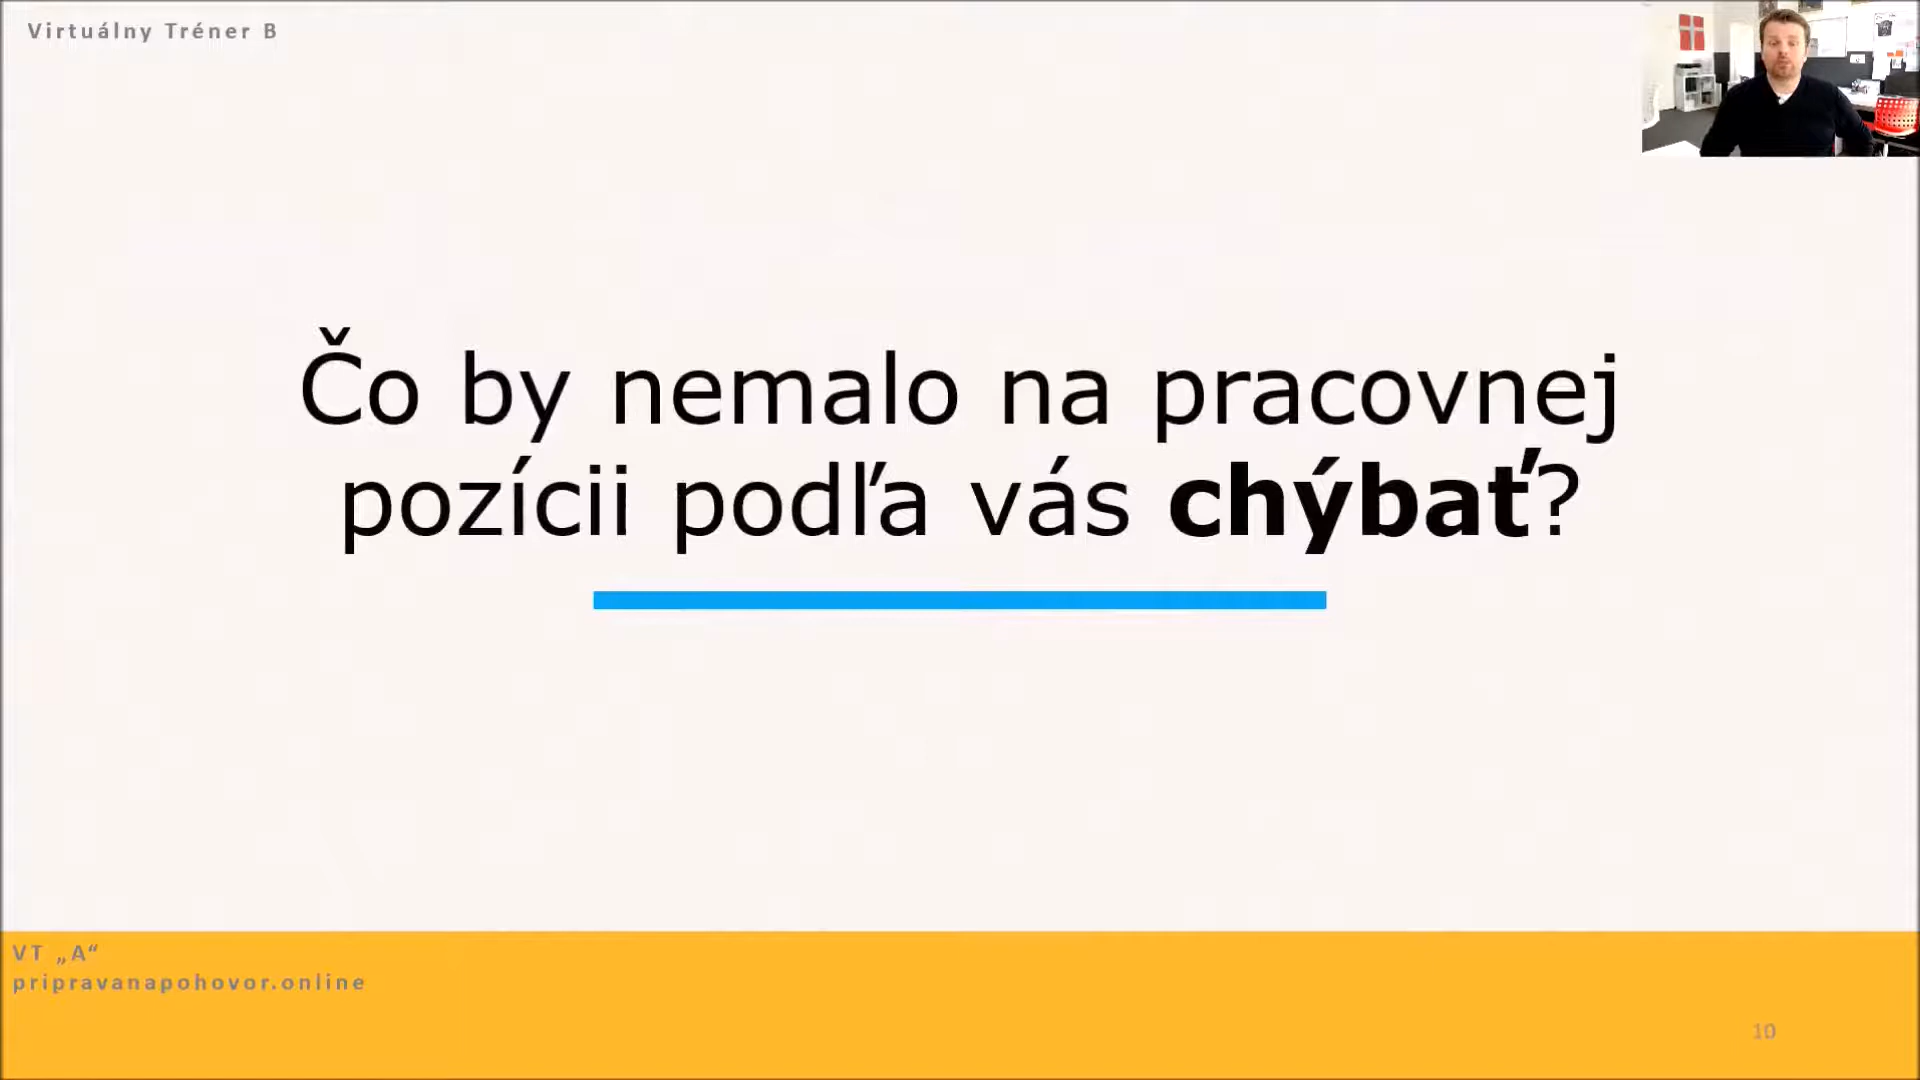 Virtuálny Tréner B
Čo by nemalo na pracovnej
pozícii podľa vás chýbať?
VT „A“
pripravanapohovor.online
10